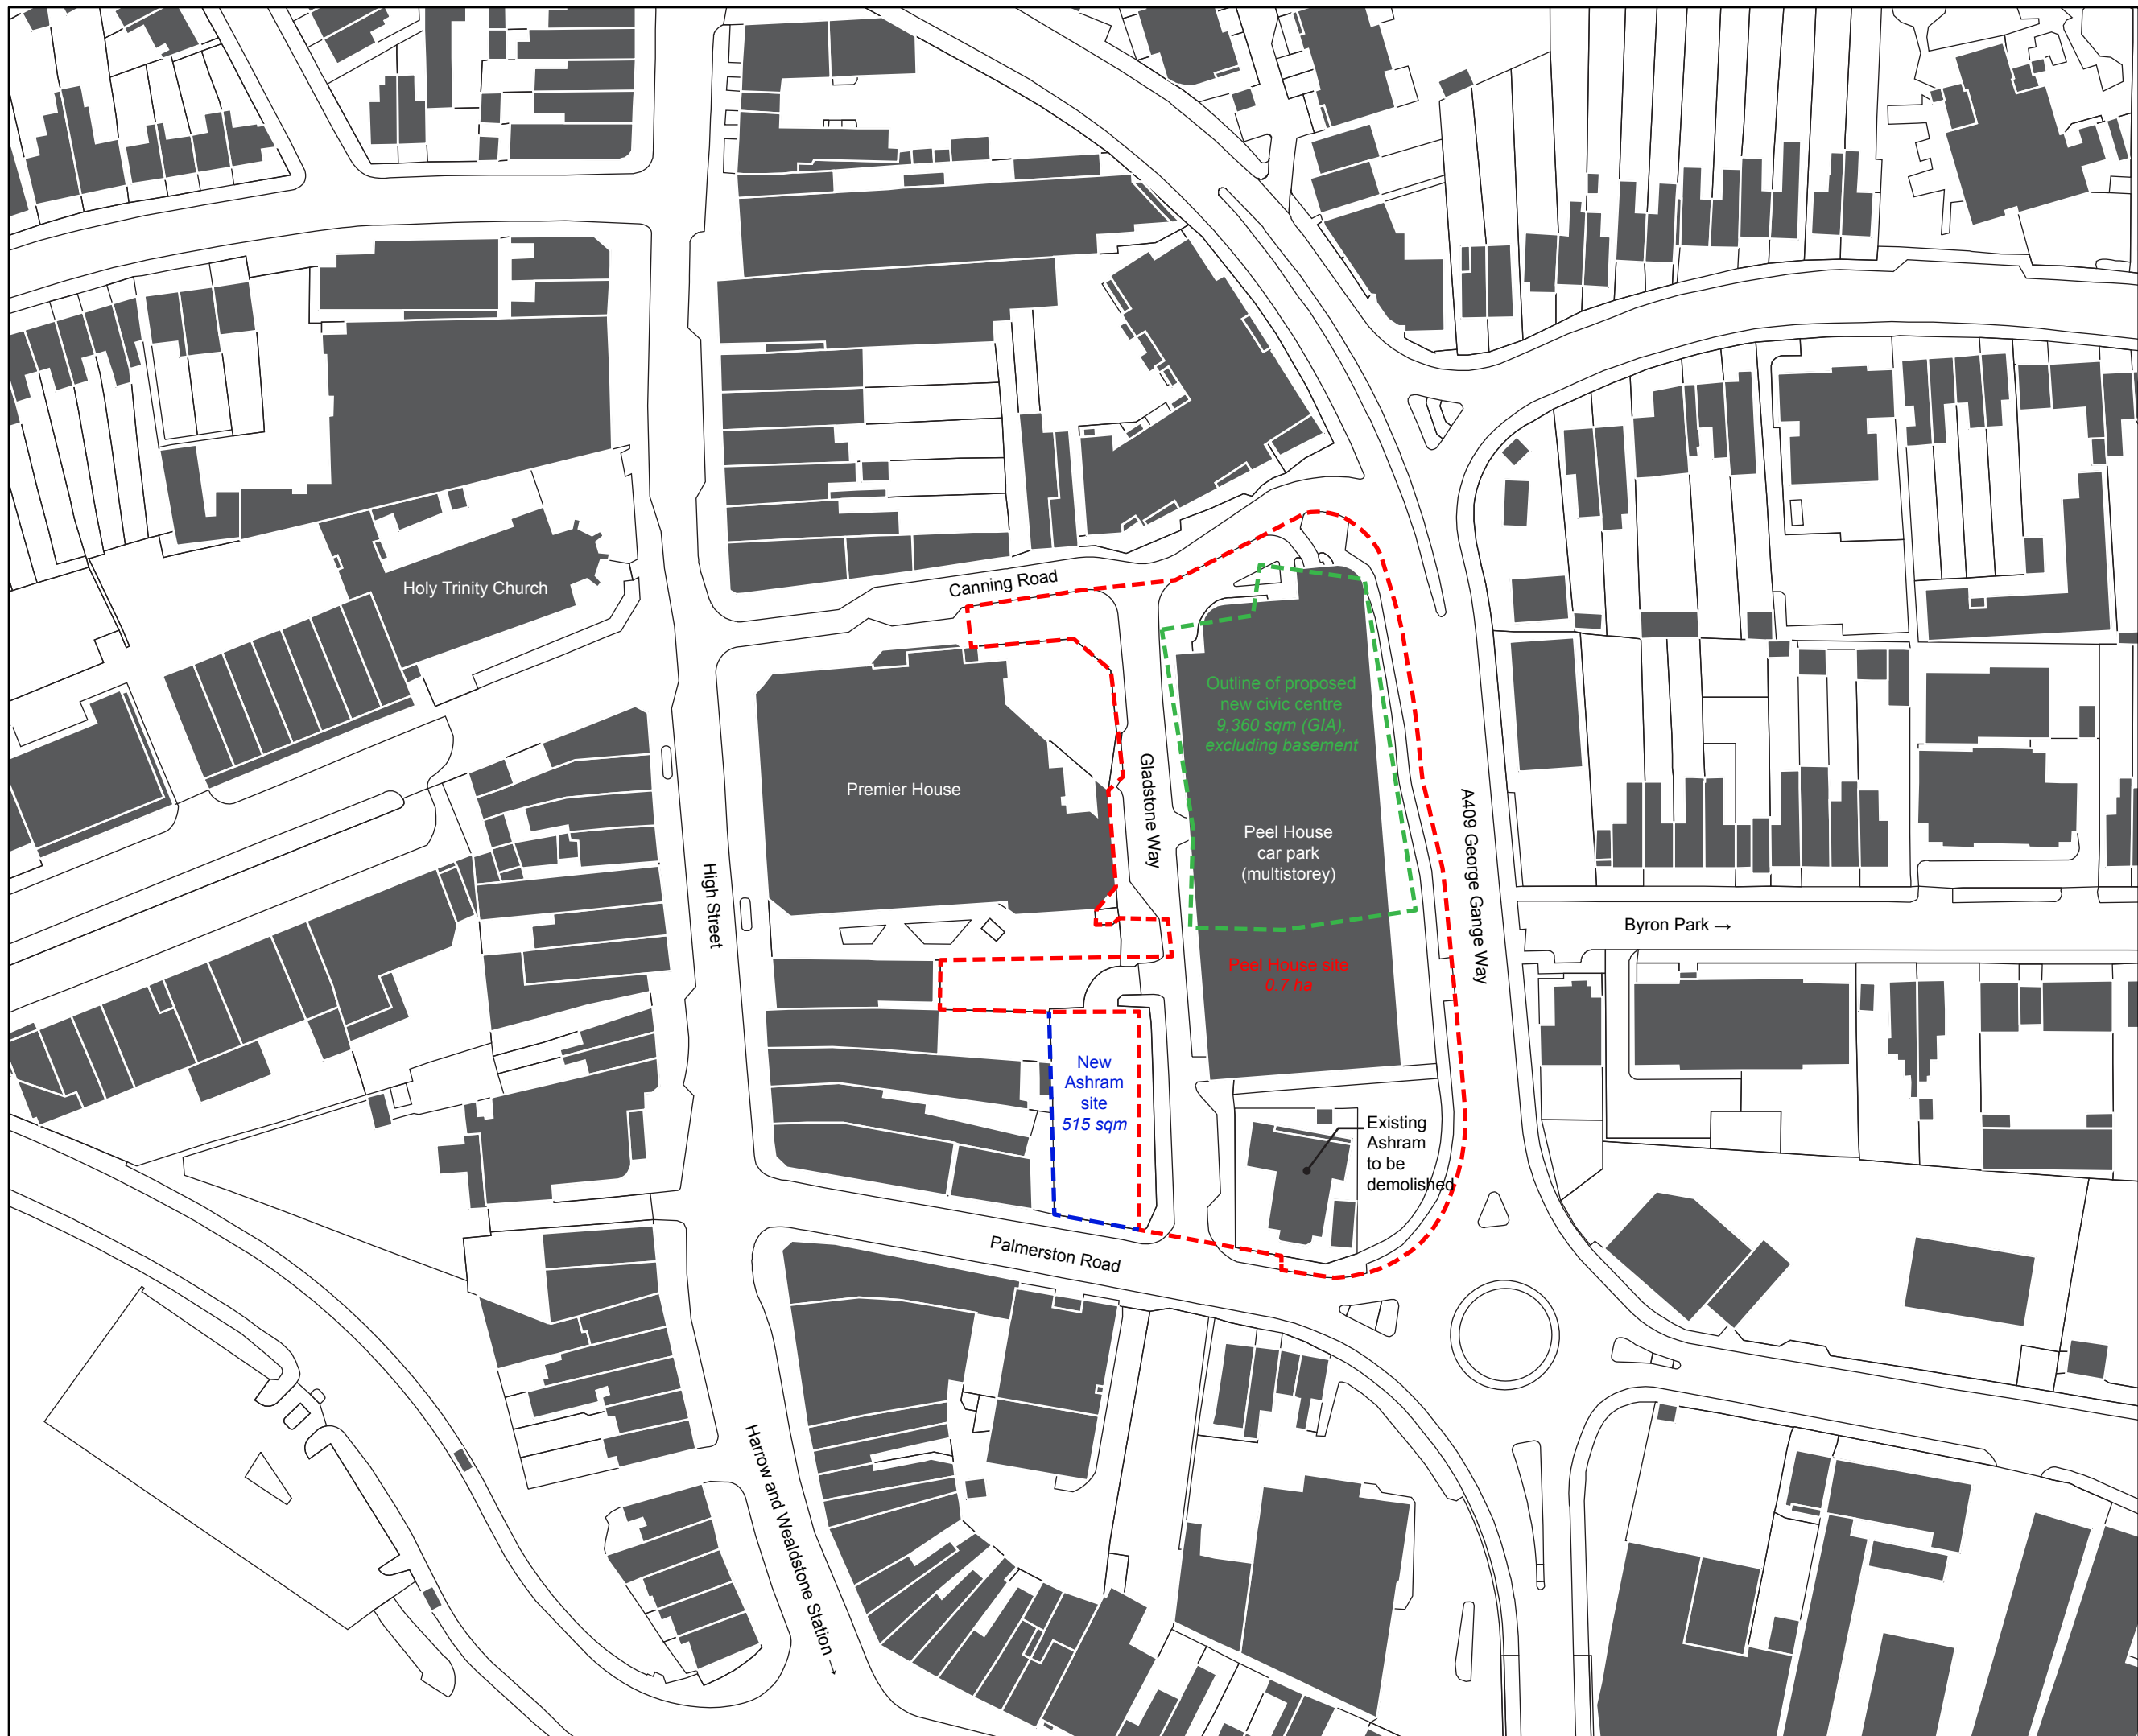 Canning Road
Holy Trinity Church
Outline of proposed
new civic centre
9,360 sqm (GIA),
excluding basement
Premier House
Gladstone Way
Peel House
car park
(multistorey)
A409 George Gange Way
High Street
Byron Park →
Peel House site
0.7 ha
New
Ashram
site
515 sqm
Existing
Ashram
to be
demolished
Palmerston Road
Harrow and Wealdstone Station →